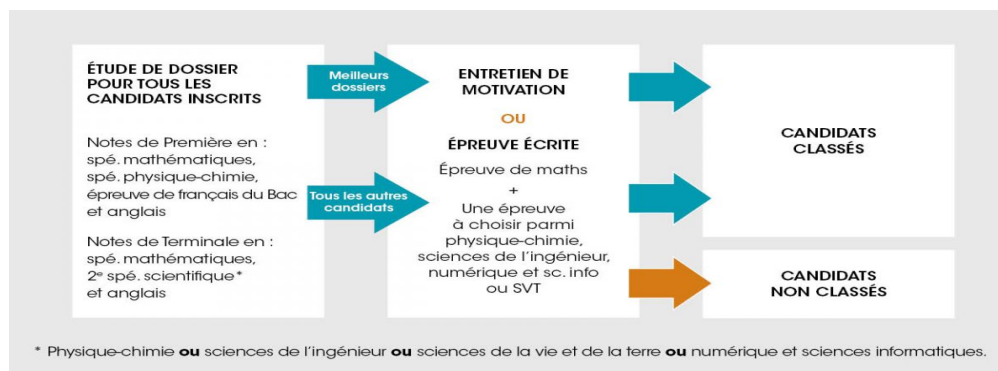 ÉTUDE DE DOSSIER
POUR TOUS LES
CANDIDATS INSCRITS
Notes de Première en :
spé. mathématiques,
spé. physique-chimie,
épreuve de français du Bac
et anglais
Notes de Terminale en :
spé. mathématiques,
2e spé. scientifique*
et anglais
Meilleurs
dossiers
Tous les autres
candidats
ENTRETIEN DE
MOTIVATION
OU
ÉPREUVE ÉCRITE
Épreuve de maths
+
Une épreuve
à choisir parmi
physique-chimie,
sciences de l'ingénieur,
numérique et sc. info
ou SVT
CANDIDATS
CLASSÉS
CANDIDATS
NON CLASSÉS
* Physique-chimie ou sciences de l'ingénieur ou sciences de la vie et de la terre ou numérique et sciences informatiques.